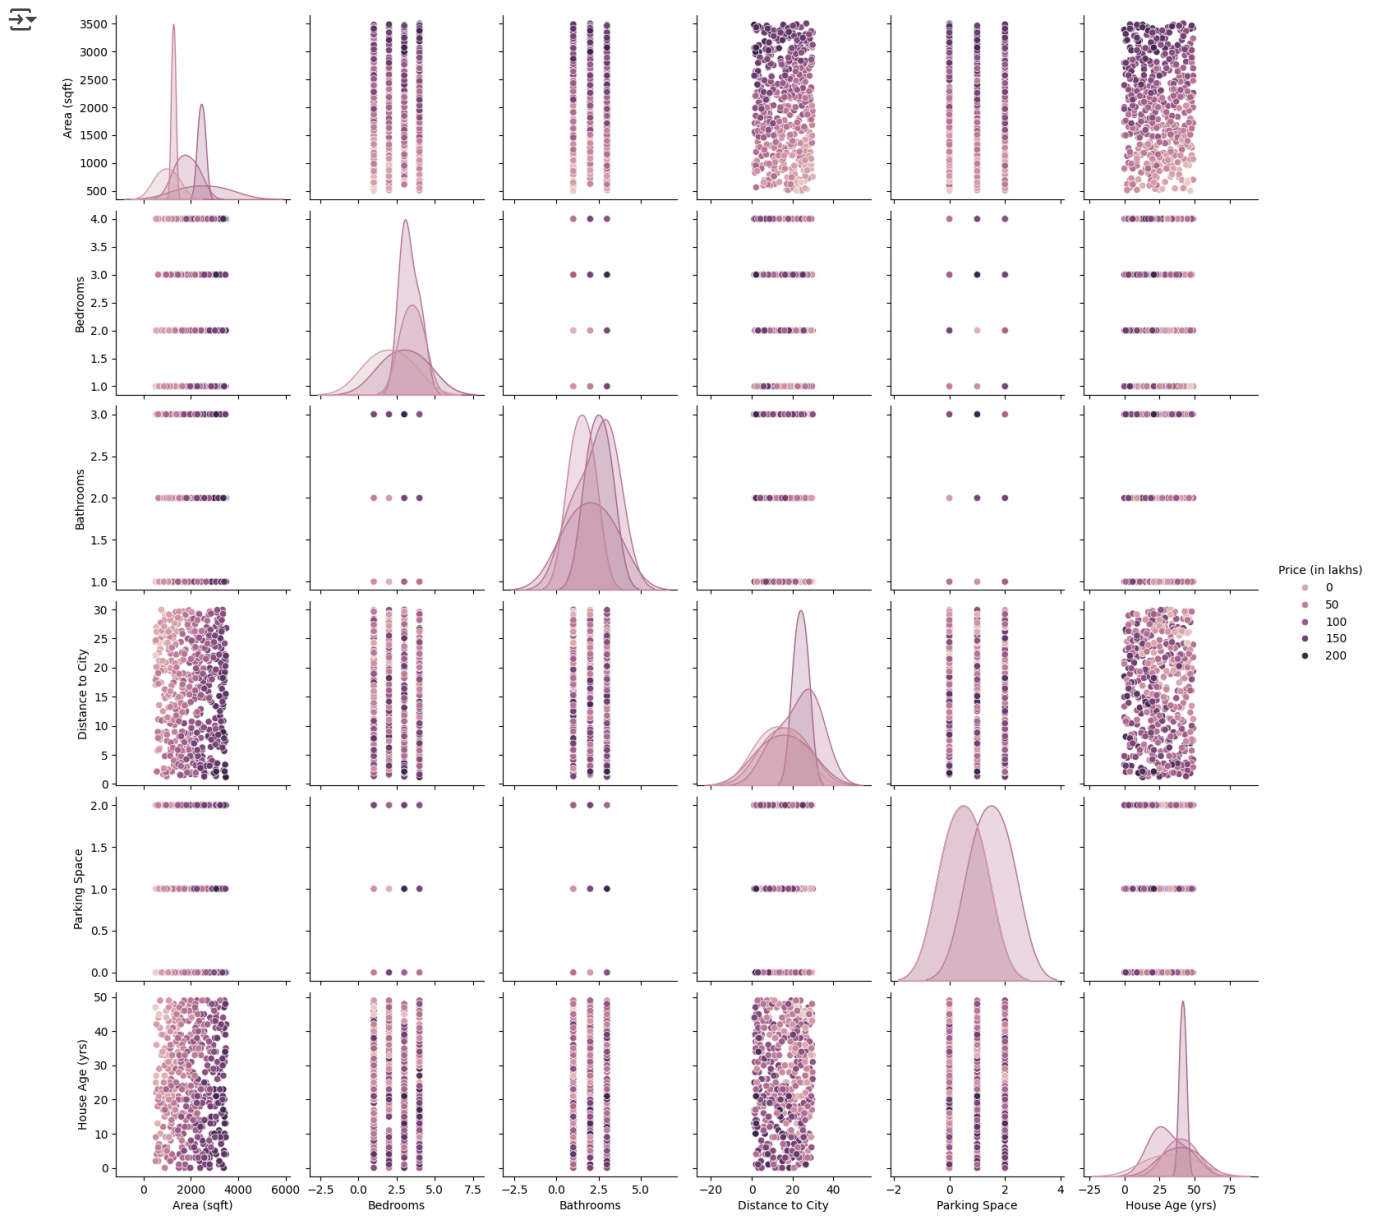 3500
3000
2500
2000
1500
1000
500
Area (sqft)
4.0
3.5
3.0
2.5
2.0
1.5
1.0
Bedrooms
3.0
2.5
2.0
1.5
1.0
Bathrooms
30
25
20
15
10
5
0
Distance to City
2.0
1.5
1.0
0.5
0.0
Parking Space
50
40
30
20
10
0
House Age (yrs)
0 2000 4000 6000
Area (sqft)
−2.5 0.0 2.5 5.0 7.5
Bedrooms
−2.5 0.0 2.5 5.0
Bathrooms
−20 0 20 40
Distance to City
−2 0 2 4
Parking Space
−25 0 25 50 75
House Age (yrs)
Price (in lakhs)
0
50
100
150
200